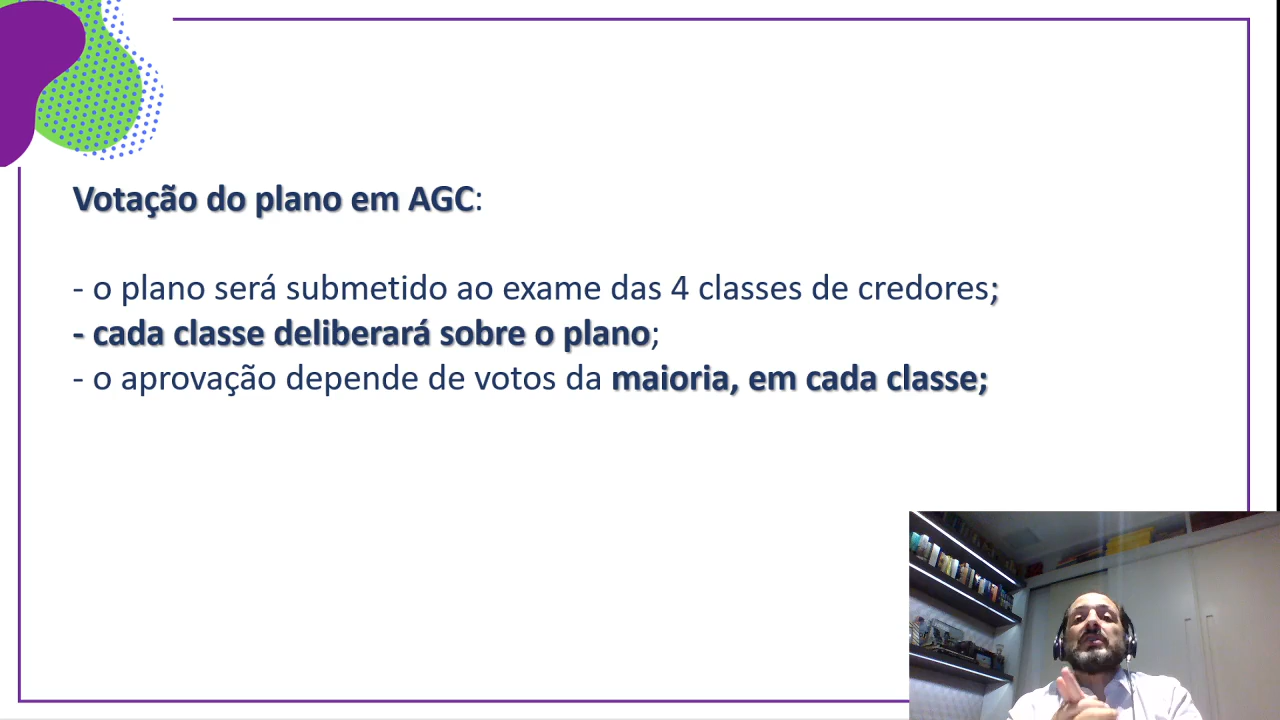 Votação do plano em AGC:
- o plano será submetido ao exame das 4 classes de credores;
- cada classe deliberará sobre o plano;
- o aprovação depende de votos da maioria, em cada classe;